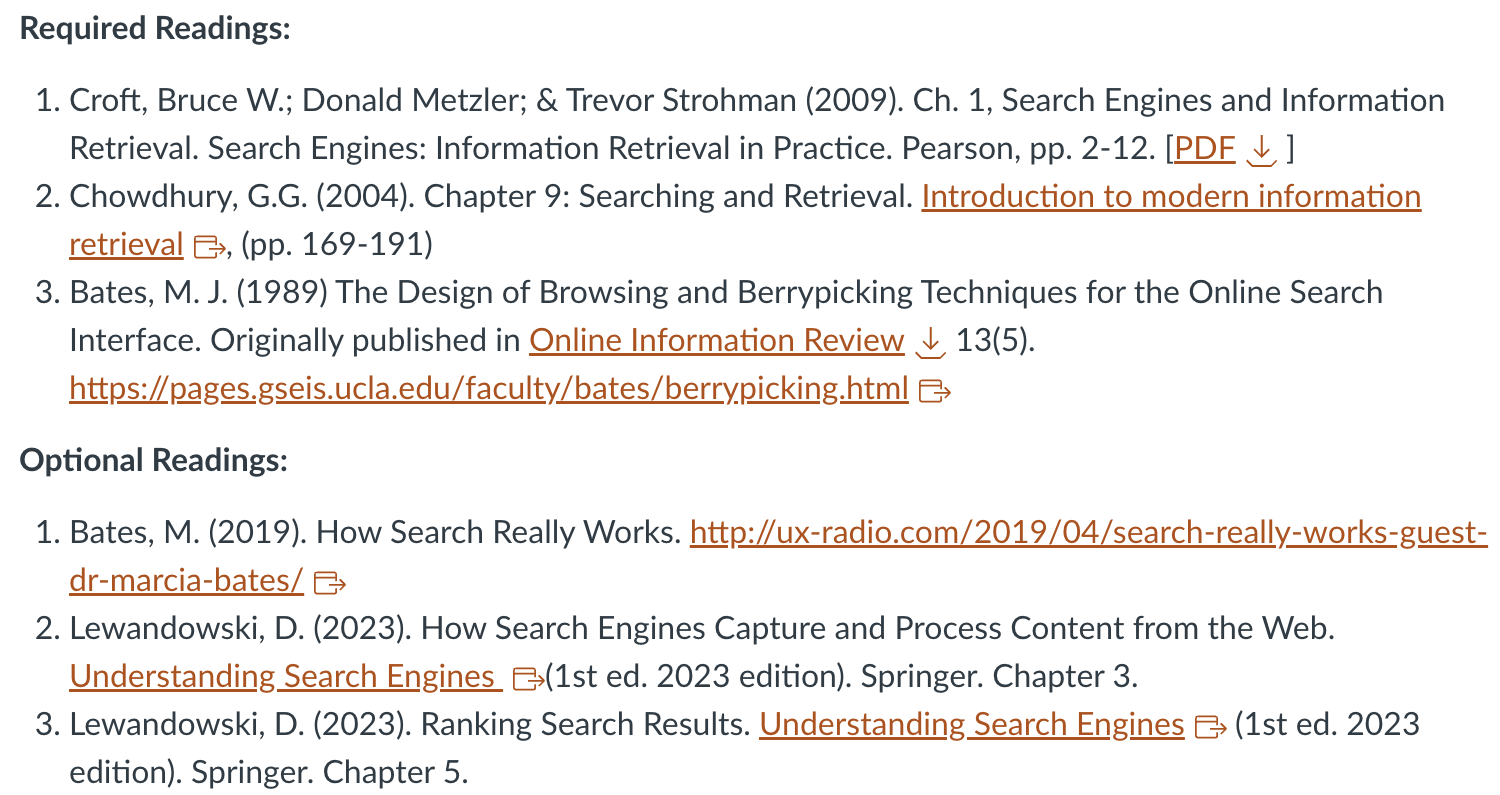 Required Readings:
1. Croft, Bruce W.; Donald Metzler; & Trevor Strohman (2009). Ch. 1, Search Engines and Information
Retrieval. Search Engines: Information Retrieval in Practice. Pearson, pp. 2-12. [PDF ]
2. Chowdhury, G.G. (2004). Chapter 9: Searching and Retrieval. Introduction to modern information
retrieval , (pp. 169-191)
3. Bates, M. J. (1989) The Design of Browsing and Berrypicking Techniques for the Online Search
Interface. Originally published in Online Information Review 13(5).
https://pages.gseis.ucla.edu/faculty/bates/berrypicking.html
Optional Readings:
1. Bates, M. (2019). How Search Really Works. http://ux-radio.com/2019/04/search-really-works-guest-
dr-marcia-bates/
2. Lewandowski, D. (2023). How Search Engines Capture and Process Content from the Web.
Understanding Search Engines (1st ed. 2023 edition). Springer. Chapter 3.
3. Lewandowski, D. (2023). Ranking Search Results. Understanding Search Engines (1st ed. 2023
edition). Springer. Chapter 5.